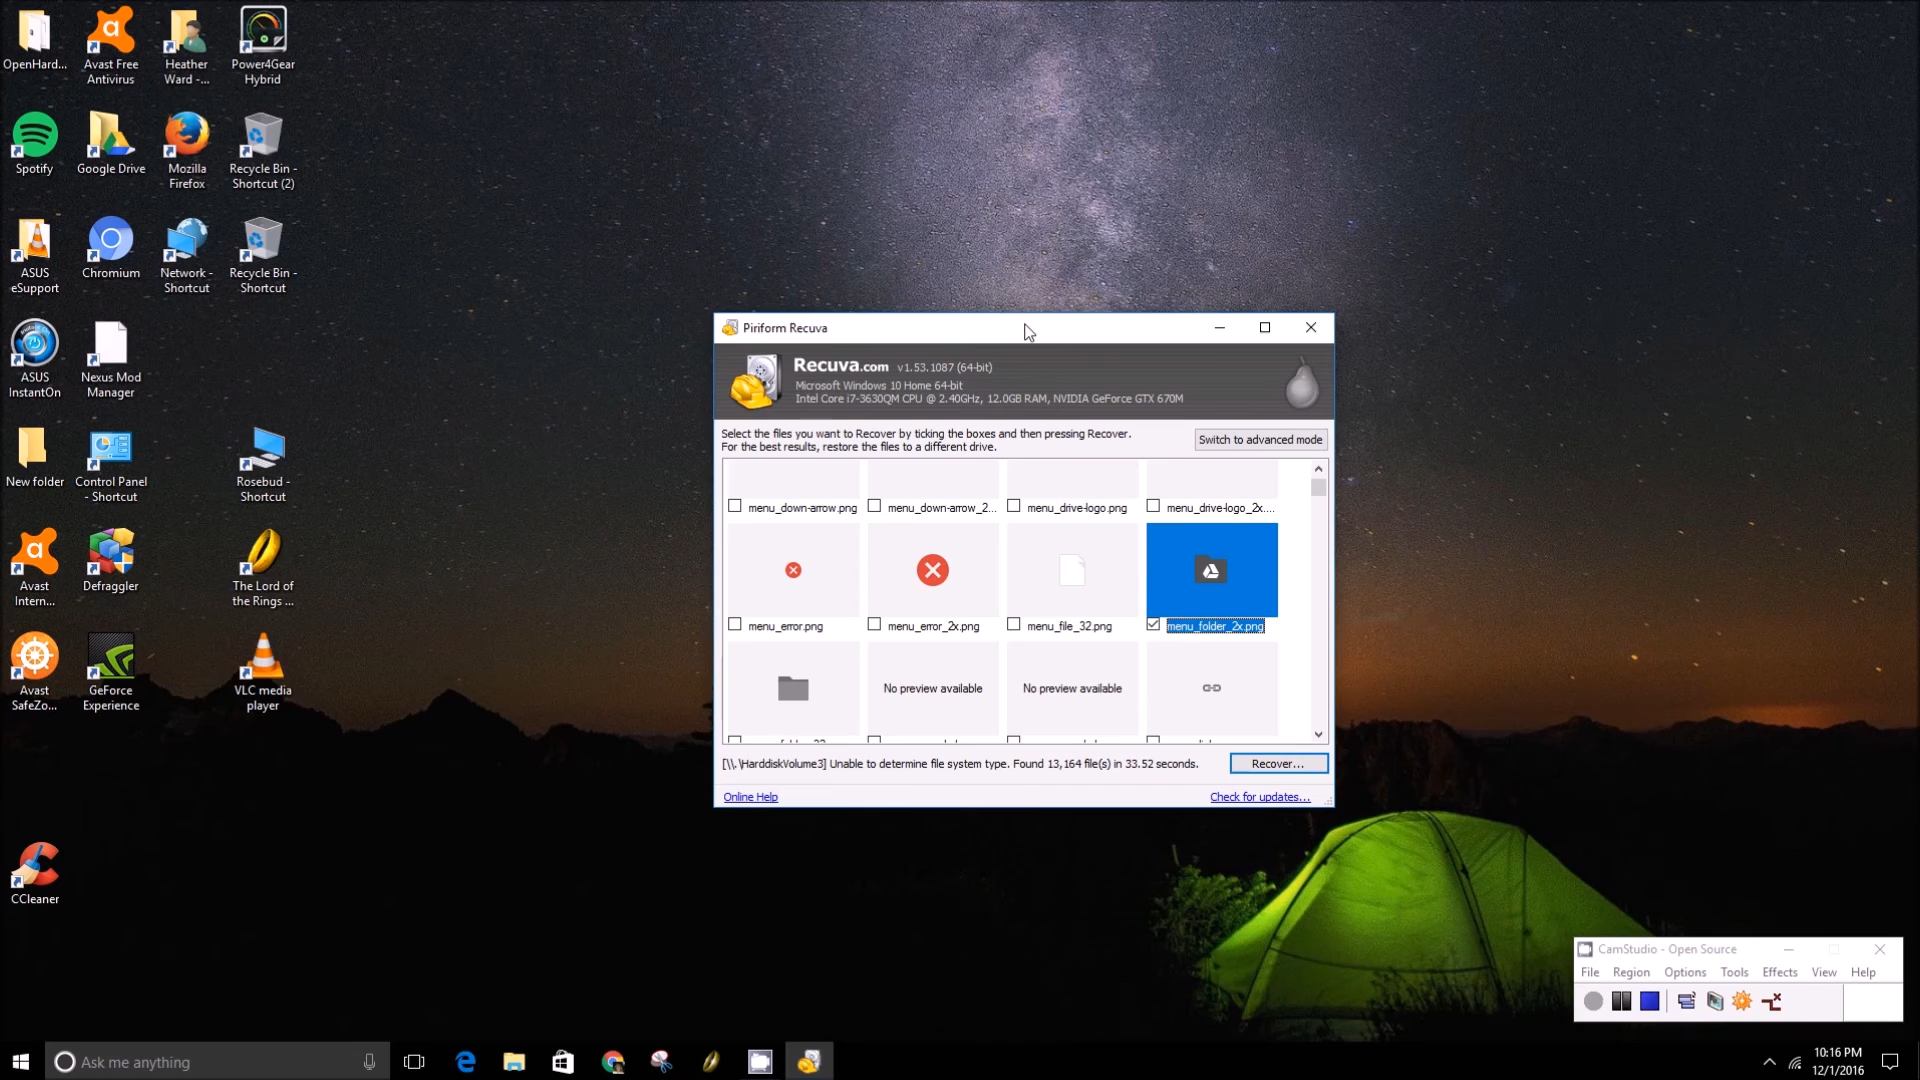 OpenHard...
Avast Free
Antivirus
Heather
Ward -...
Power4Gear
Hybrid
Spotify
Google Drive
Mozilla
Firefox
Recycle Bin -
Shortcut (2)
ASUS
eSupport
Chromium
Network -
Shortcut
Recycle Bin -
Shortcut
ASUS
InstantOn
Nexus Mod
Manager
New folder
Control Panel
- Shortcut
Rosebud -
Shortcut
Avast
Intern...
Defraggler
The Lord of
the Rings ...
Avast
SafeZo...
GeForce
Experience
VLC media
player
CCleaner
Piriform Recuva
Recuva.com v1.53.1087 (64-bit)
Microsoft Windows 10 Home 64-bit
Intel Core i7-3630QM CPU @ 2.40GHz, 12.0GB RAM, NVIDIA GeForce GTX 670M
Select the files you want to Recover by ticking the boxes and then pressing Recover.
For the best results, restore the files to a different drive.
Switch to advanced mode
menu_down-arrow.png
menu_down-arrow_2...
menu_drive-logo.png
menu_drive-logo_2x....
menu_error.png
menu_error_2x.png
menu_file_32.png
menu_folder_2x.png
No preview available
No preview available
[\\.\HarddiskVolume3] Unable to determine file system type. Found 13,164 file(s) in 33.52 seconds.
Recover...
Online Help
Check for updates...
CamStudio - Open Source
File Region Options Tools Effects View Help
Ask me anything
10:16 PM
12/1/2016